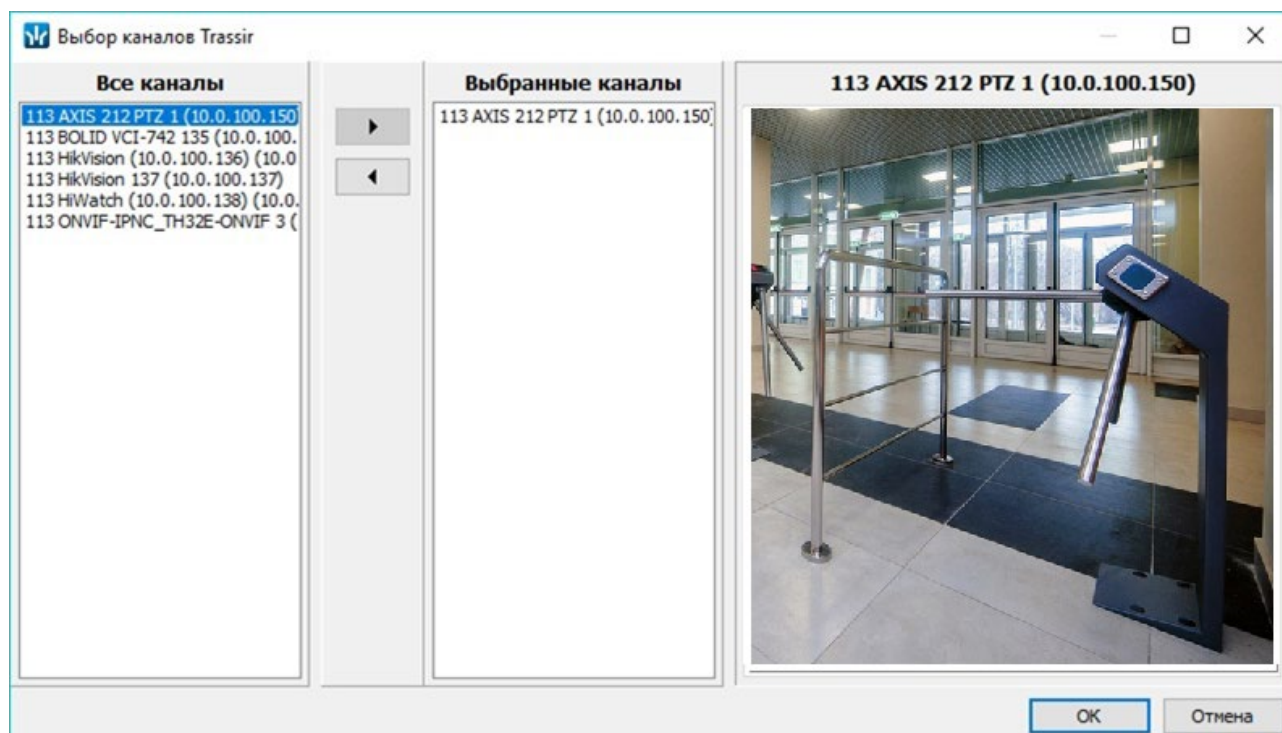 Выбор каналов Trassir
Все каналы
113 AXIS 212 PTZ 1 (10.0.100.150)
113 BOLID VCI-742 135 (10.0.100.
113 HikVision (10.0.100.136) (10.0
113 HikVision 137 (10.0.100.137)
113 HiWatch (10.0.100.138) (10.0.
113 ONVIF-IPNC_TH32E-ONVIF 3 (
Выбранные каналы
113 AXIS 212 PTZ 1 (10.0.100.150)
113 AXIS 212 PTZ 1 (10.0.100.150)
OK
Отмена